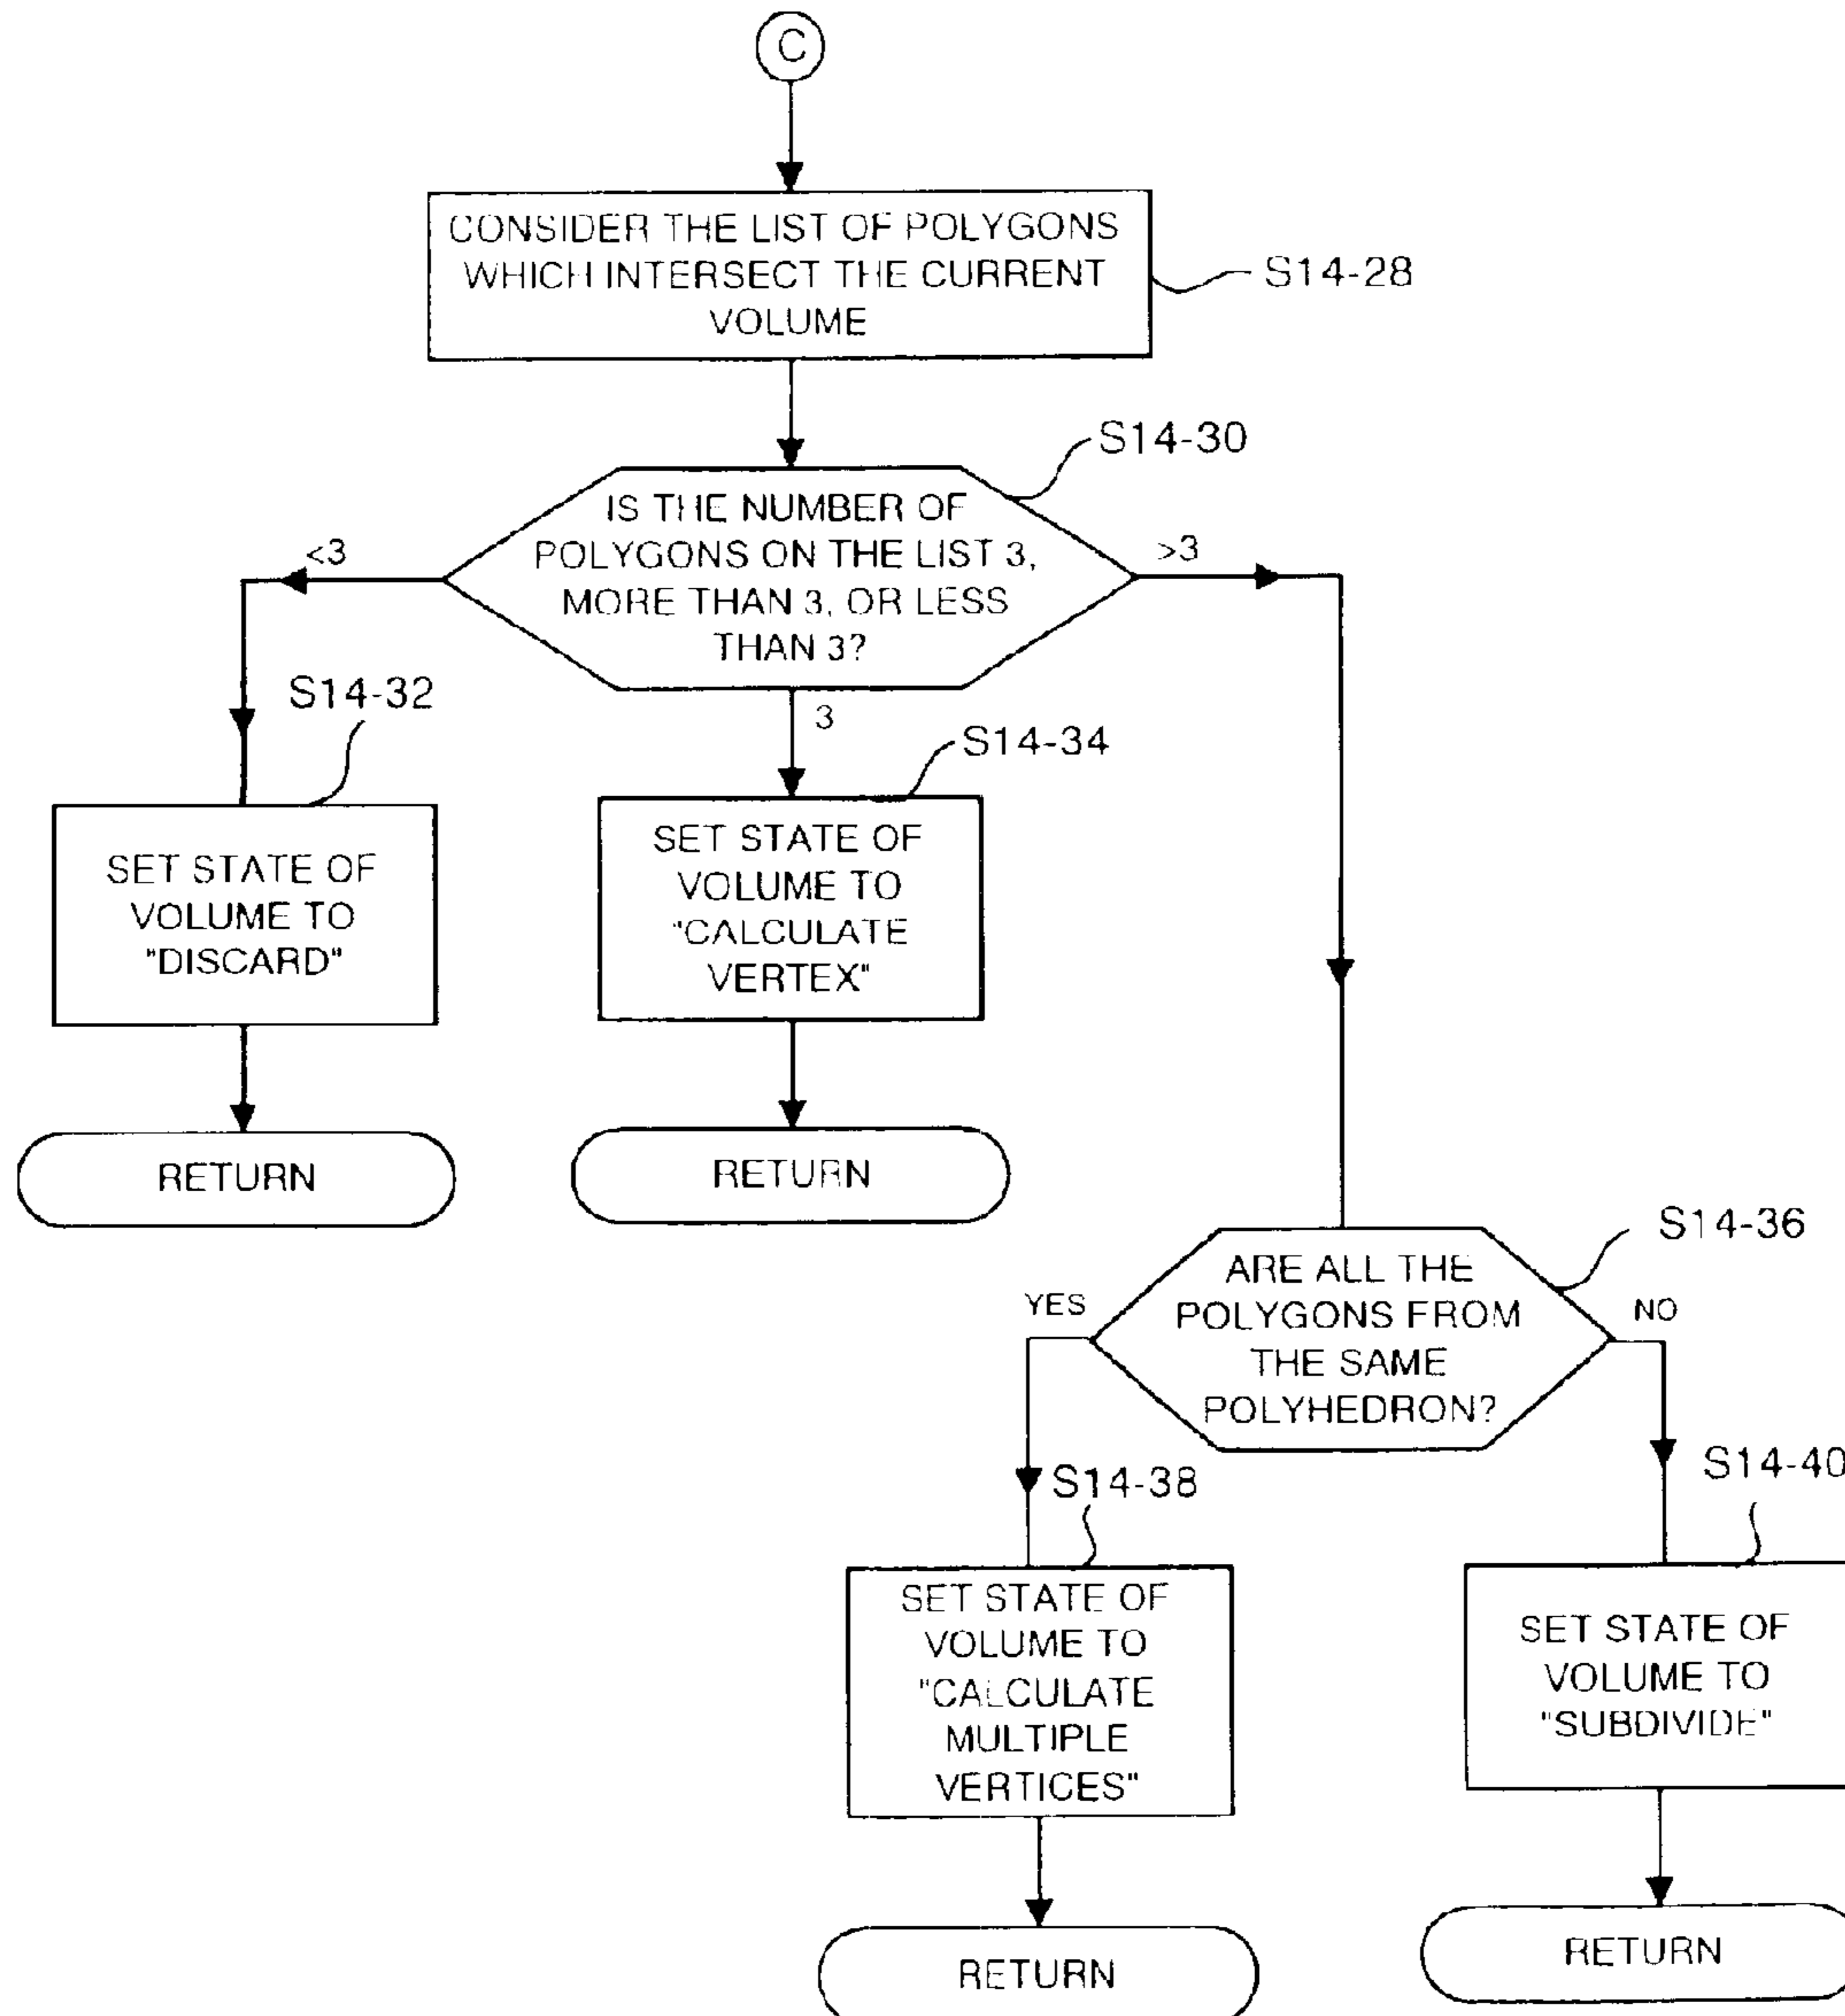 C
CONSIDER THE LIST OF POLYGONS
WHICH INTERSECT THE CURRENT
VOLUME
S14-28
S14-30
IS THE NUMBER OF
POLYGONS ON THE LIST 3,
MORE THAN 3, OR LESS
THAN 3?
<3
>3
3
S14-32
SET STATE OF
VOLUME TO
"DISCARD"
RETURN
S14-34
SET STATE OF
VOLUME TO
"CALCULATE
VERTEX"
RETURN
S14-36
ARE ALL THE
POLYGONS FROM
THE SAME
POLYHEDRON?
YES
NO
S14-38
SET STATE OF
VOLUME TO
"CALCULATE
MULTIPLE
VERTICES"
RETURN
S14-40
SET STATE OF
VOLUME TO
"SUBDIVIDE"
RETURN